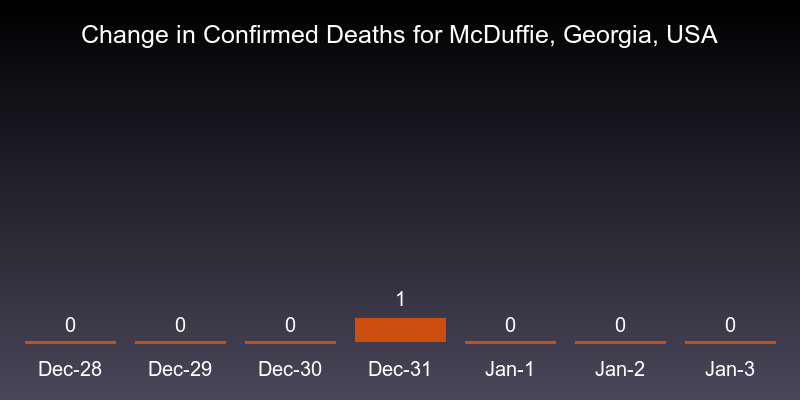 Change in Confirmed Deaths for McDuffie, Georgia, USA
1
0 0 0 0 0 0
Dec-28 Dec-29 Dec-30 Dec-31 Jan-1 Jan-2 Jan-3